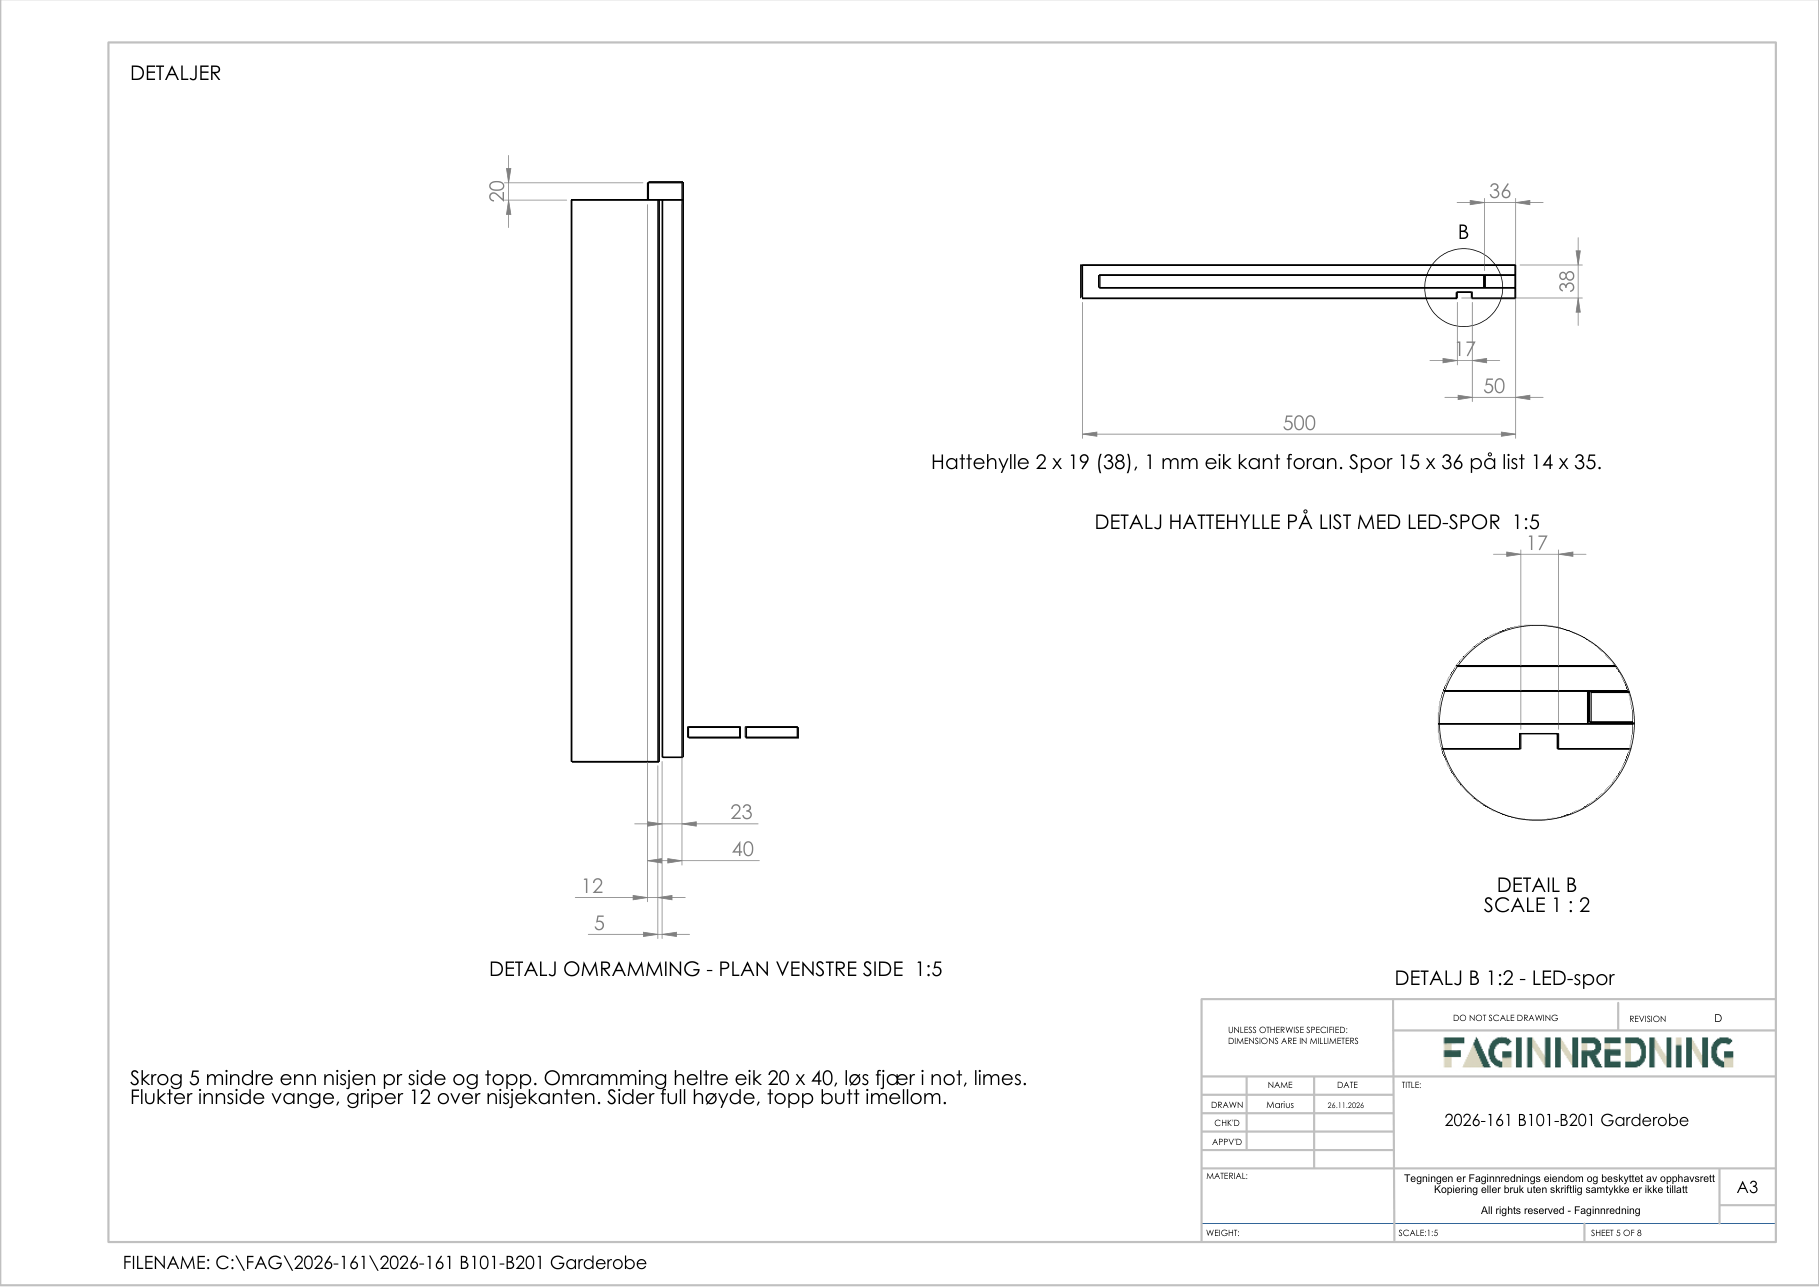 DETALJER
20
36
B
38
17
50
500
Hattehylle 2 x 19 (38), 1 mm eik kant foran. Spor 15 x 36 på list 14 x 35.
DETALJ HATTEHYLLE PÅ LIST MED LED-SPOR 1:5
17
23
40
12
5
DETALJ OMRAMMING - PLAN VENSTRE SIDE 1:5
DETAIL B
SCALE 1 : 2
DETALJ B 1:2 - LED-spor
Skrog 5 mindre enn nisjen pr side og topp. Omramming heltre eik 20 x 40, løs fjær i not, limes.
Flukter innside vange, griper 12 over nisjekanten. Sider full høyde, topp butt imellom.
UNLESS OTHERWISE SPECIFIED:
DIMENSIONS ARE IN MILLIMETERS
DO NOT SCALE DRAWING
REVISION D
FAGINNREDNING
NAME DATE
DRAWN Marius 26.11.2026
CHK'D
APPV'D
TITLE:
2026-161 B101-B201 Garderobe
MATERIAL:
Tegningen er Faginnrednings eiendom og beskyttet av opphavsrett
Kopiering eller bruk uten skriftlig samtykke er ikke tillatt
All rights reserved - Faginnredning
A3
WEIGHT:
SCALE:1:5
SHEET 5 OF 8
FILENAME: C:\FAG\2026-161\2026-161 B101-B201 Garderobe